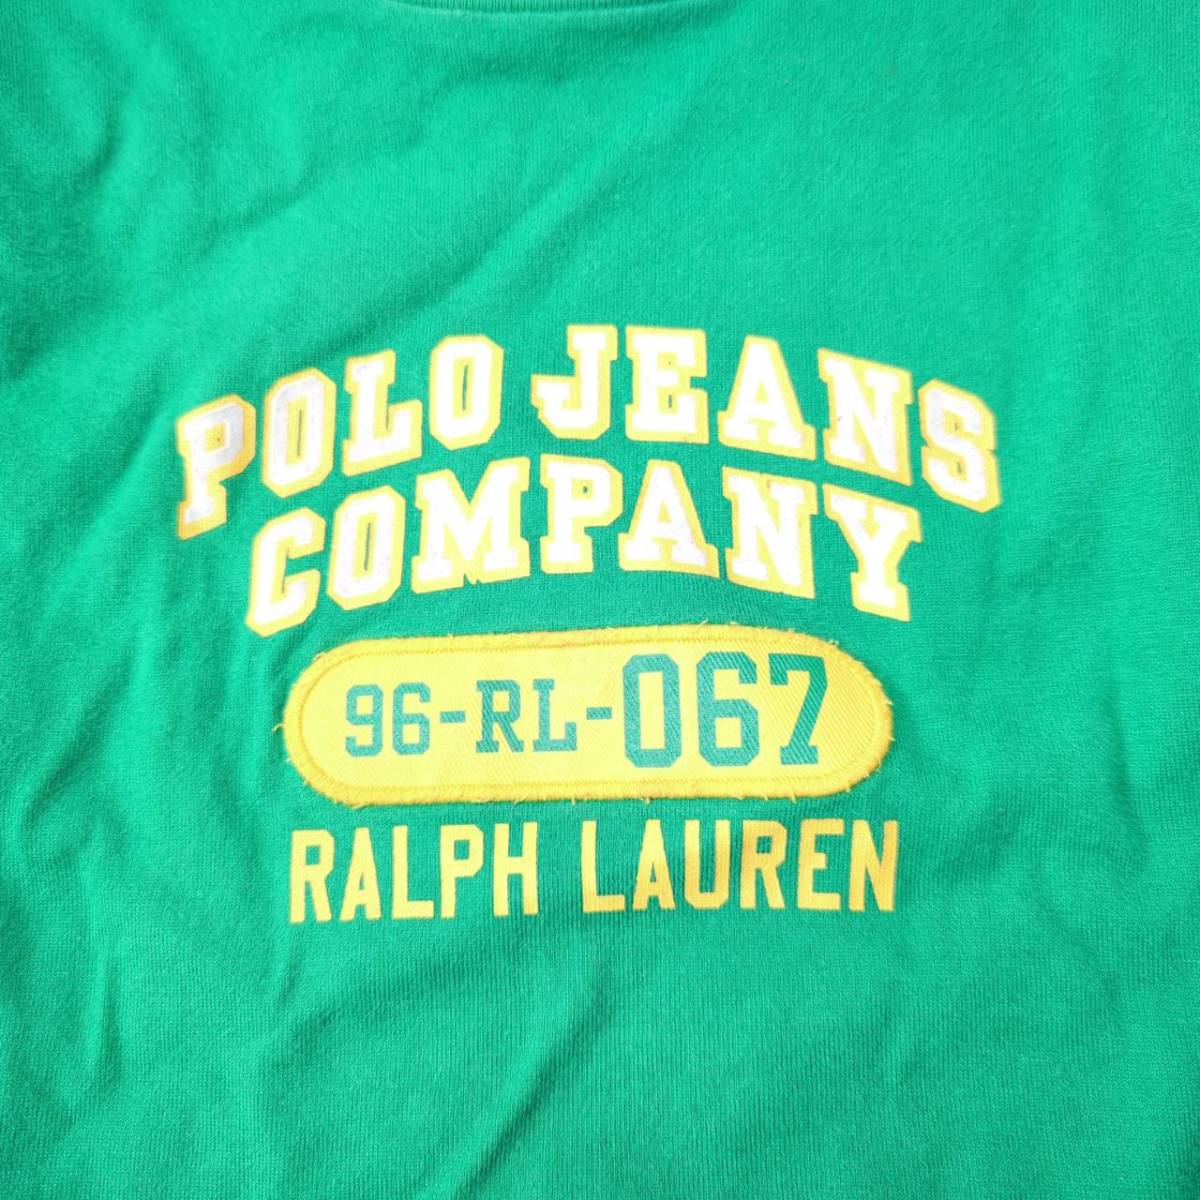 POLO JEANS
COMPANY
96-RL-067
RALPH LAUREN